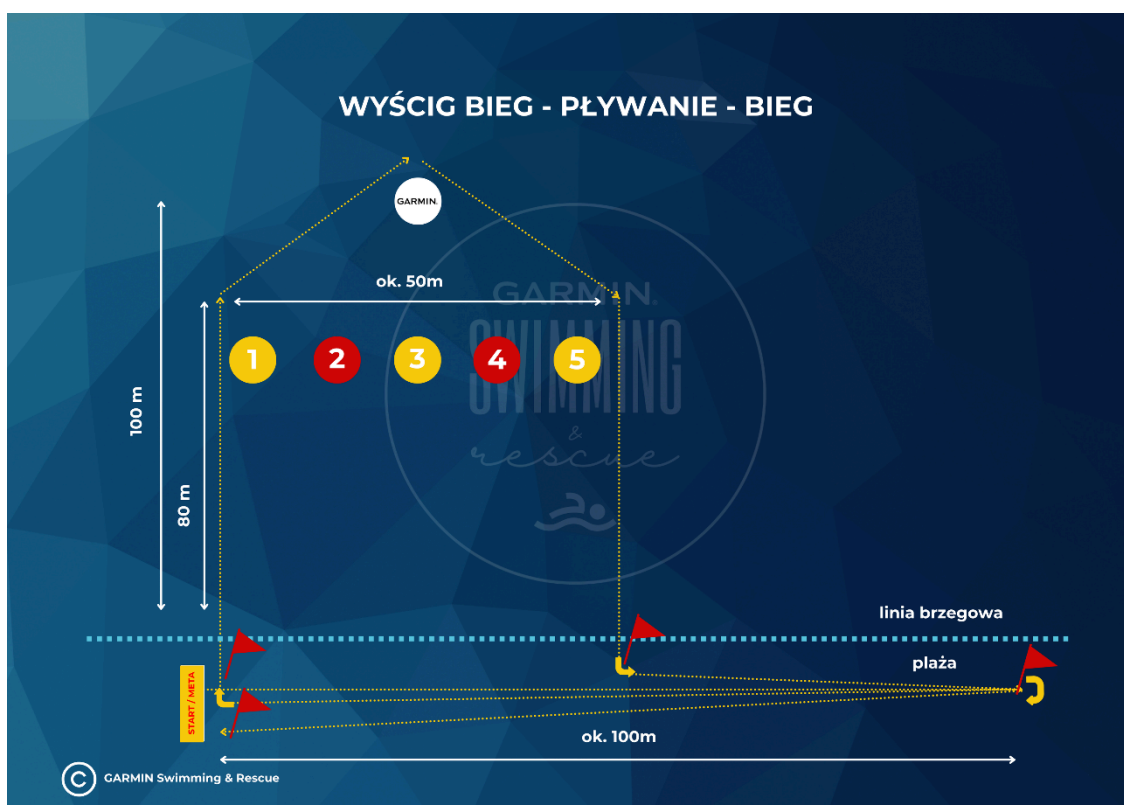 WYŚCIG BIEG - PŁYWANIE - BIEG
GARMIN.
ok. 50m
GARMIN.
SWIMMING
&
rescue
1
2
3
4
5
100 m
80 m
linia brzegowa
plaża
START / META
ok. 100m
C GARMIN Swimming & Rescue